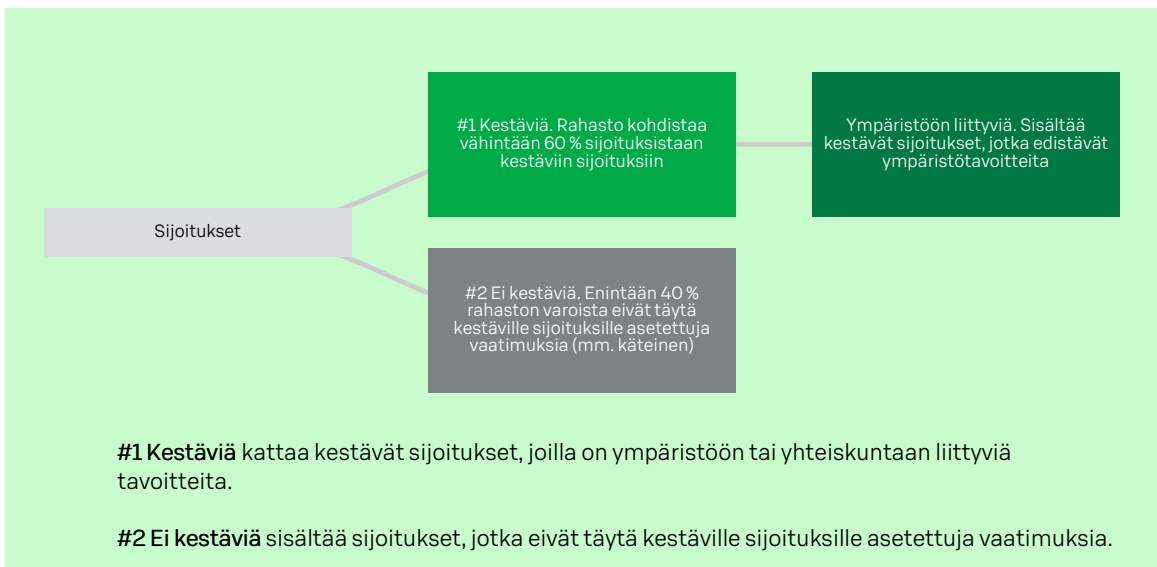 #1 Kestäviä. Rahasto kohdistaa
vähintään 60 % sijoituksistaan
kestäviin sijoituksiin
Ympäristöön liittyviä. Sisältää
kestävät sijoitukset, jotka edistävät
ympäristötavoitteita
Sijoitukset
#2 Ei kestäviä. Enintään 40 %
rahaston varoista eivät täytä
kestäville sijoituksille asetettuja
vaatimuksia (mm. käteinen)
#1 Kestäviä kattaa kestävät sijoitukset, joilla on ympäristöön tai yhteiskuntaan liittyviä
tavoitteita.
#2 Ei kestäviä sisältää sijoitukset, jotka eivät täytä kestäville sijoituksille asetettuja vaatimuksia.